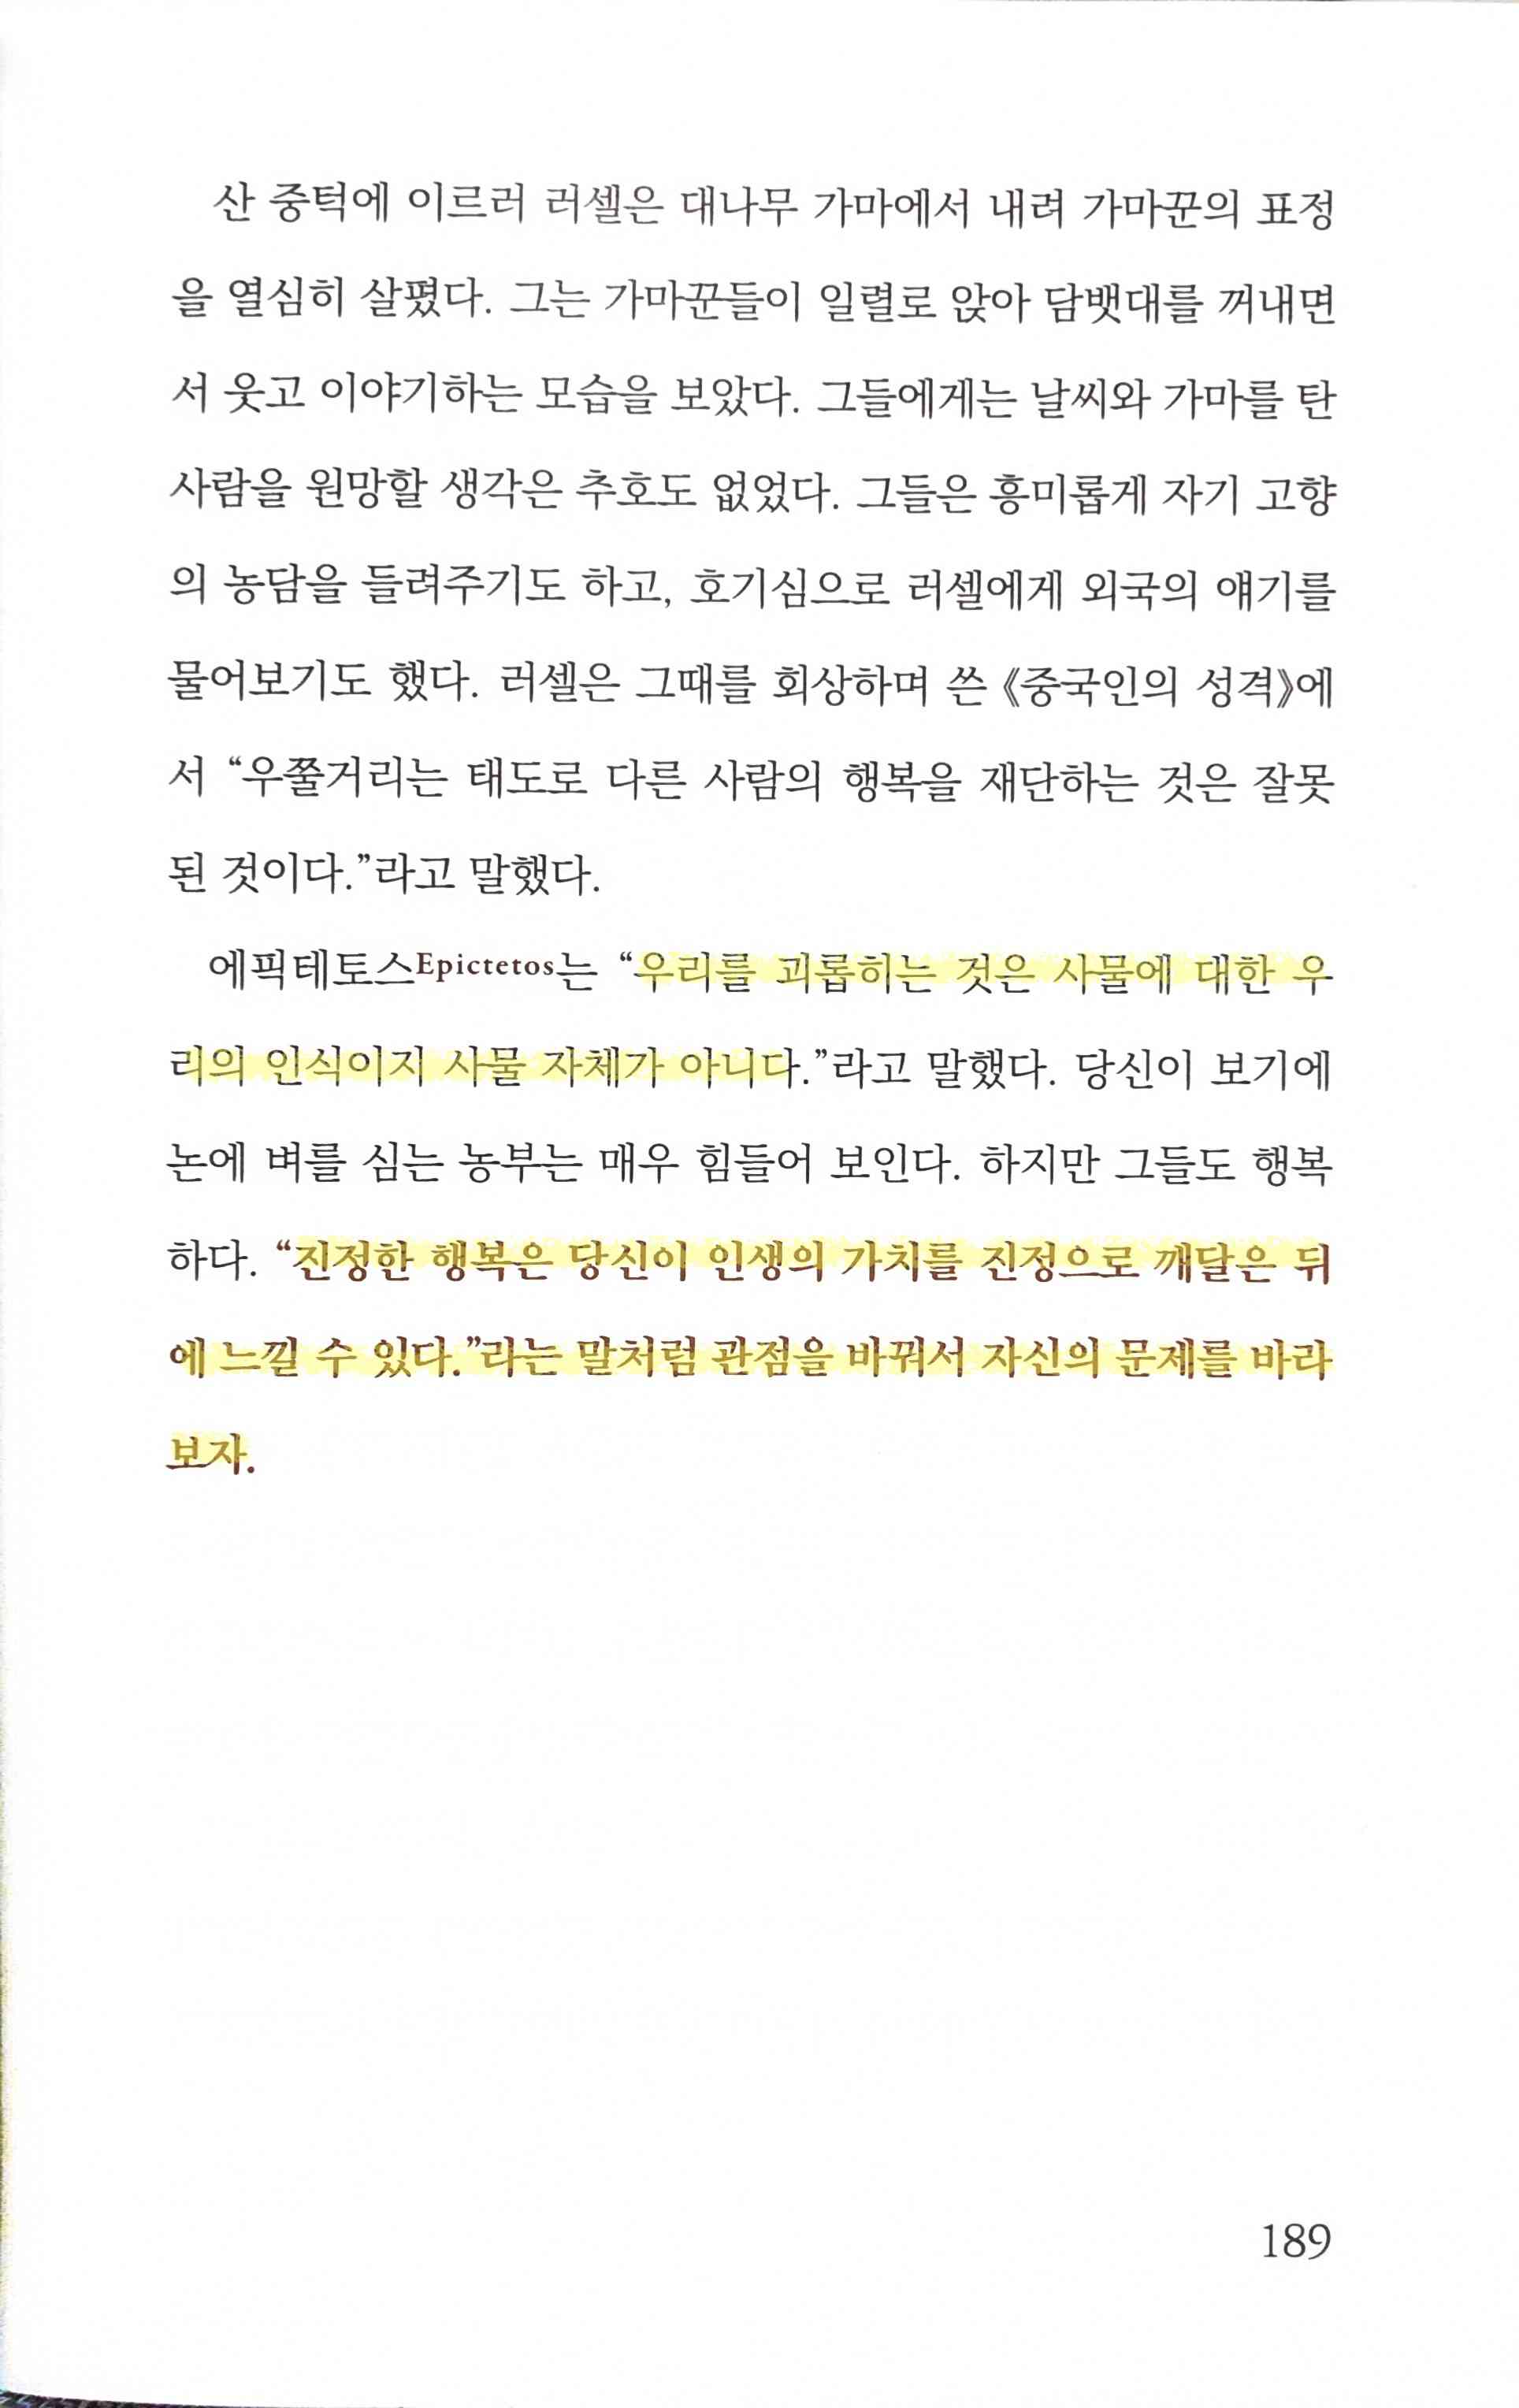 산 중턱에 이르러 러셀은 대나무 가마에서 내려 가마꾼의 표정
을 열심히 살폈다. 그는 가마꾼들이 일렬로 앉아 담뱃대를 꺼내면
서 웃고 이야기하는 모습을 보았다. 그들에게는 날씨와 가마를 탄
사람을 원망할 생각은 추호도 없었다. 그들은 흥미롭게 자기 고향
의 농담을 들려주기도 하고, 호기심으로 러셀에게 외국의 얘기를
물어보기도 했다. 러셀은 그때를 회상하며 쓴 《중국인의 성격》에
서 “우쭐거리는 태도로 다른 사람의 행복을 재단하는 것은 잘못
된 것이다.”라고 말했다.
에픽테토스Epictetos는 “우리를 괴롭히는 것은 사물에 대한 우
리의 인식이지 사물 자체가 아니다.”라고 말했다. 당신이 보기에
논에 벼를 심는 농부는 매우 힘들어 보인다. 하지만 그들도 행복
하다. “진정한 행복은 당신이 인생의 가치를 진정으로 깨달은 뒤
에 느낄 수 있다.”라는 말처럼 관점을 바꿔서 자신의 문제를 바라
보자.
189